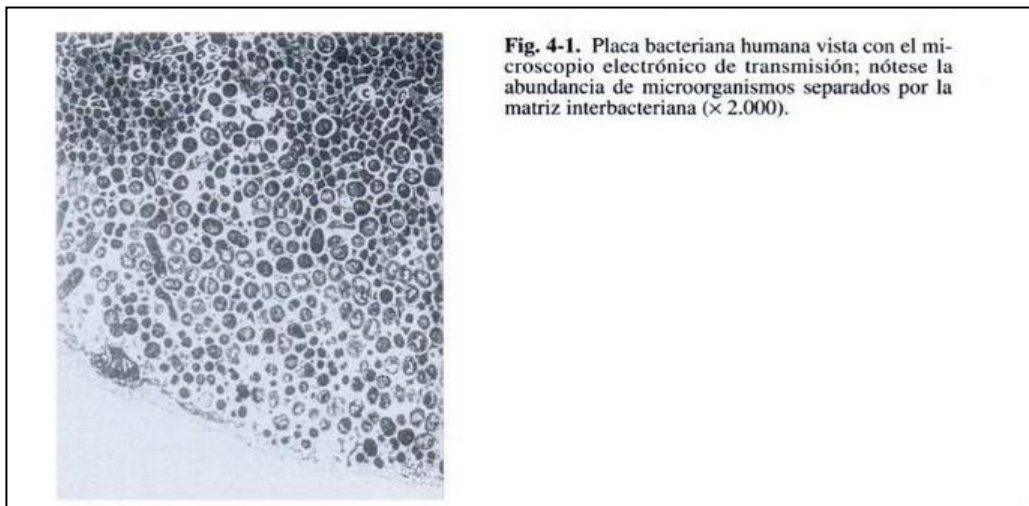 G
c
Fig. 4-1. Placa bacteriana humana vista con el mi-
croscopio electrónico de transmisión; nótese la
abundancia de microorganismos separados por la
matriz interbacteriana (× 2.000).